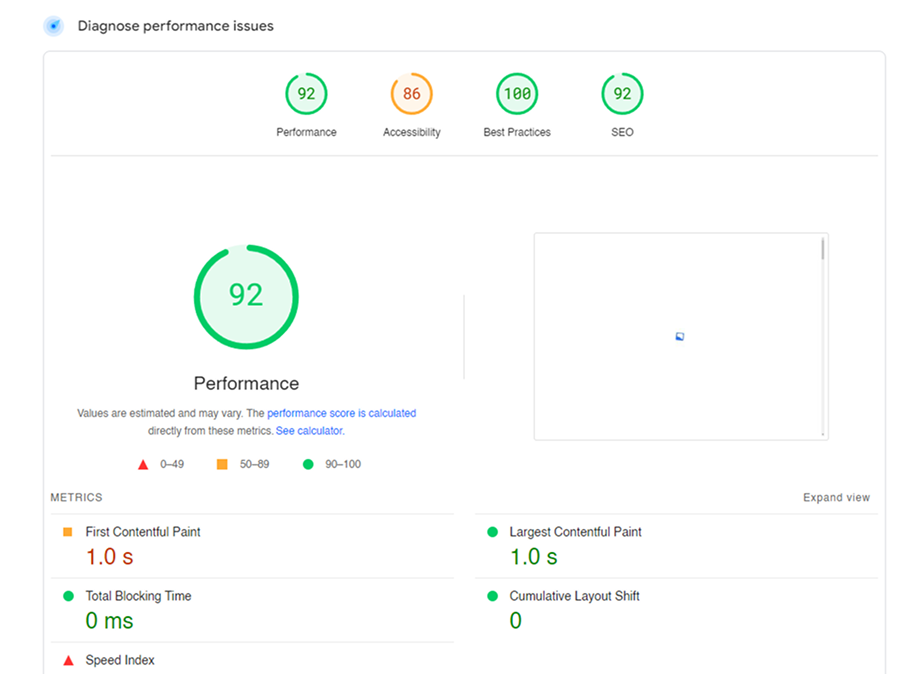 Diagnose performance issues
92
86
100
92
Performance
Accessibility
Best Practices
SEO
92
Performance
Values are estimated and may vary. The performance score is calculated
directly from these metrics. See calculator.
0–49
50–89
90–100
METRICS
Expand view
First Contentful Paint
1.0 s
Largest Contentful Paint
1.0 s
Total Blocking Time
0 ms
Cumulative Layout Shift
0
Speed Index